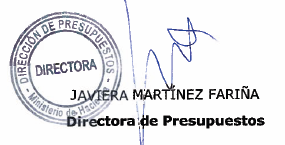 DIRECCIÓN DE PRESUPUESTOS
DIRECTORA
Ministerio de Hacienda
JAVIERA MARTÍNEZ FARIÑA
Directora de Presupuestos